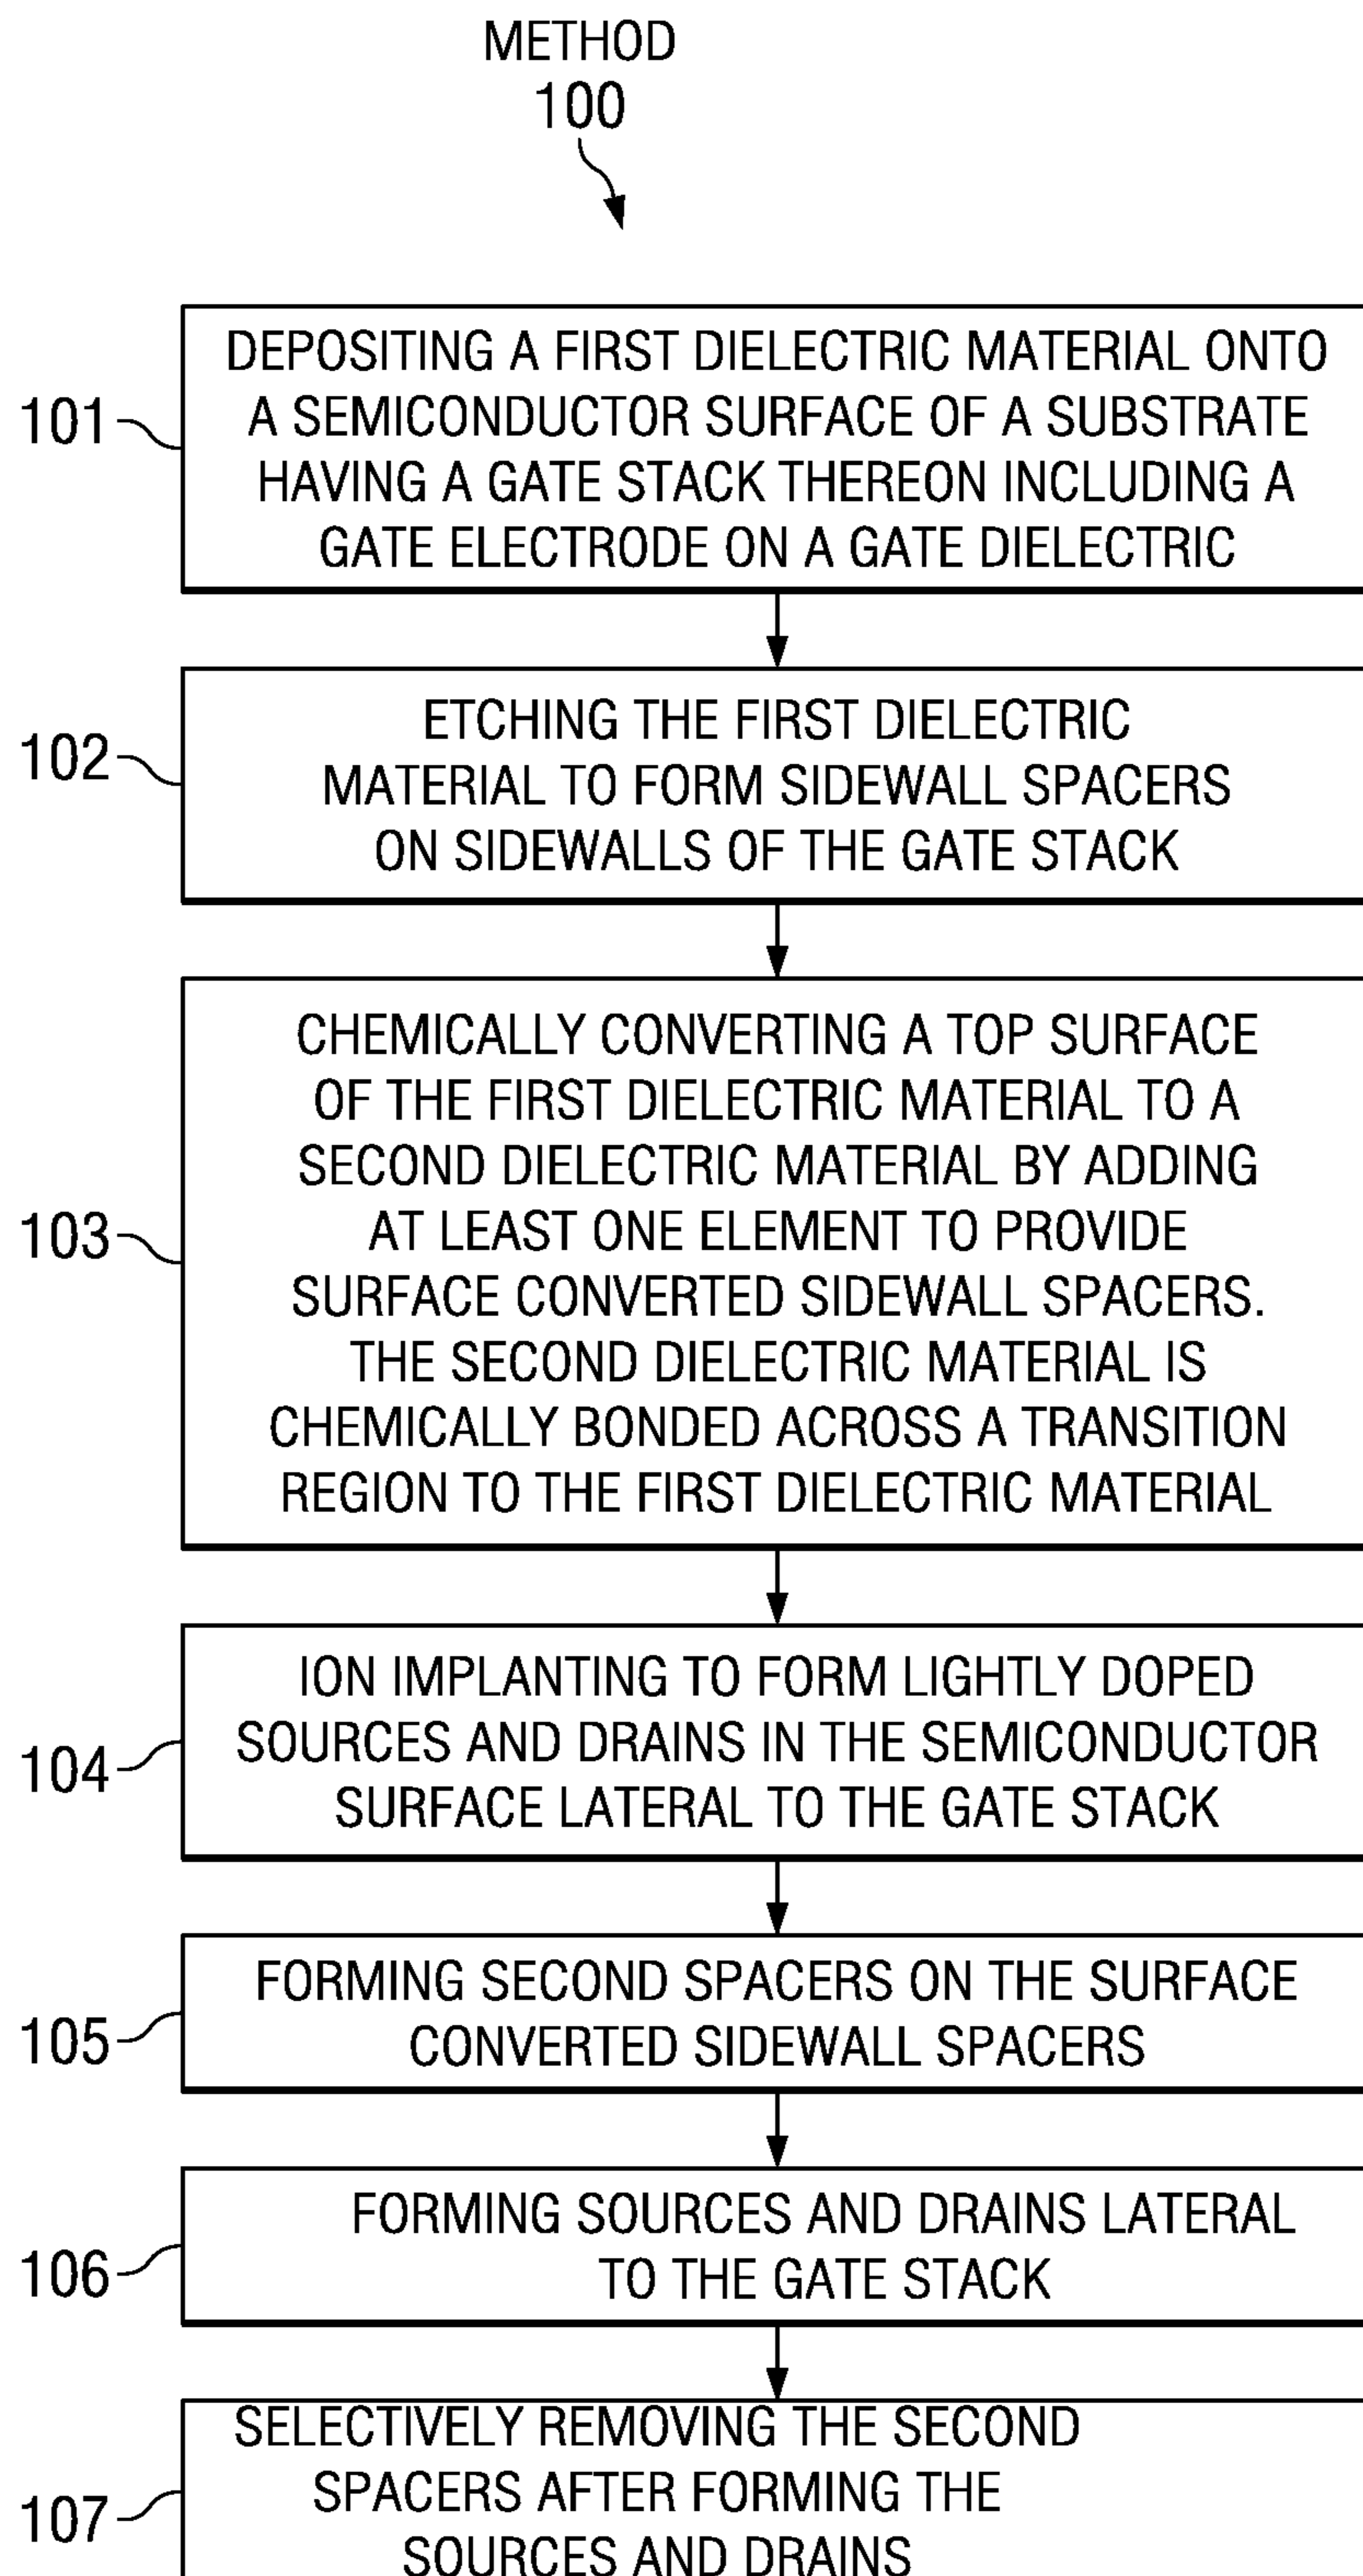 METHOD
100
101
DEPOSITING A FIRST DIELECTRIC MATERIAL ONTO
A SEMICONDUCTOR SURFACE OF A SUBSTRATE
HAVING A GATE STACK THEREON INCLUDING A
GATE ELECTRODE ON A GATE DIELECTRIC
102
ETCHING THE FIRST DIELECTRIC
MATERIAL TO FORM SIDEWALL SPACERS
ON SIDEWALLS OF THE GATE STACK
103
CHEMICALLY CONVERTING A TOP SURFACE
OF THE FIRST DIELECTRIC MATERIAL TO A
SECOND DIELECTRIC MATERIAL BY ADDING
AT LEAST ONE ELEMENT TO PROVIDE
SURFACE CONVERTED SIDEWALL SPACERS.
THE SECOND DIELECTRIC MATERIAL IS
CHEMICALLY BONDED ACROSS A TRANSITION
REGION TO THE FIRST DIELECTRIC MATERIAL
104
ION IMPLANTING TO FORM LIGHTLY DOPED
SOURCES AND DRAINS IN THE SEMICONDUCTOR
SURFACE LATERAL TO THE GATE STACK
105
FORMING SECOND SPACERS ON THE SURFACE
CONVERTED SIDEWALL SPACERS
106
FORMING SOURCES AND DRAINS LATERAL
TO THE GATE STACK
107
SELECTIVELY REMOVING THE SECOND
SPACERS AFTER FORMING THE
SOURCES AND DRAINS